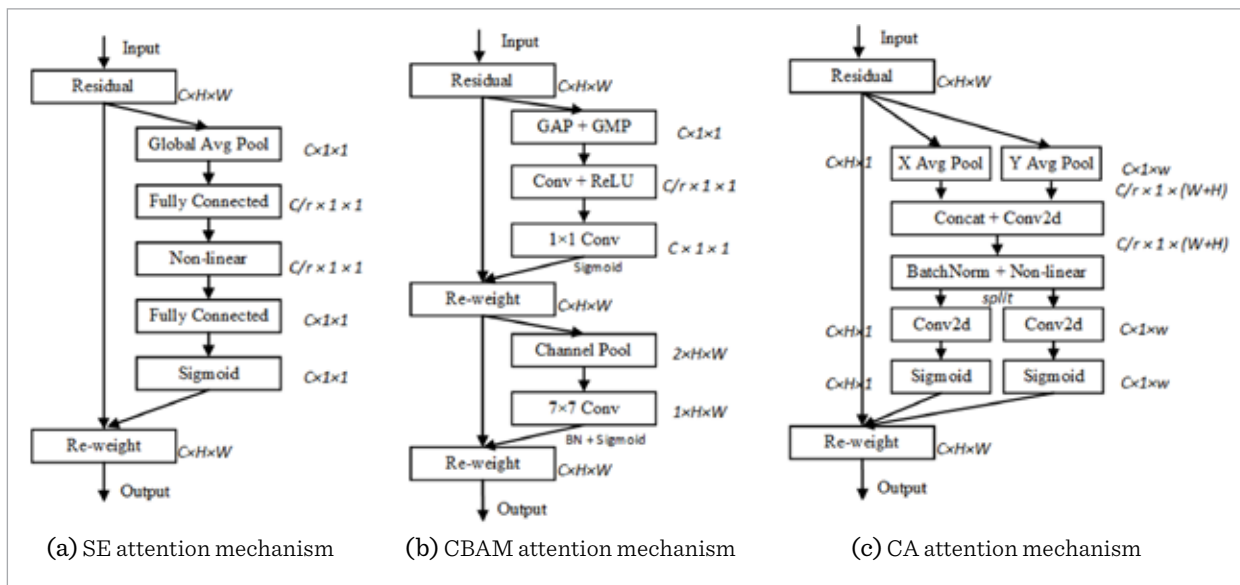 Input
Residual
C×H×W
Global Avg Pool
C×1×1
Fully Connected
C/r × 1 × 1
Non-linear
C/r × 1 × 1
Fully Connected
C×1×1
Sigmoid
C×1×1
Re-weight
C×H×W
Output
(a) SE attention mechanism
Input
Residual
C×H×W
GAP + GMP
C×1×1
Conv + ReLU
C/r × 1 × 1
1×1 Conv
C × 1 × 1
Sigmoid
Re-weight
C×H×W
Channel Pool
2×H×W
7×7 Conv
1×H×W
BN + Sigmoid
Re-weight
C×H×W
Output
(b) CBAM attention mechanism
Input
Residual
C×H×W
C×H×1 X Avg Pool Y Avg Pool C×1×w
C/r × 1 × (W+H)
Concat + Conv2d
C/r × 1 × (W+H)
BatchNorm + Non-linear
split
C×H×1 Conv2d Conv2d C×1×w
C×H×1 Sigmoid Sigmoid C×1×w
Re-weight
C×H×W
Output
(c) CA attention mechanism